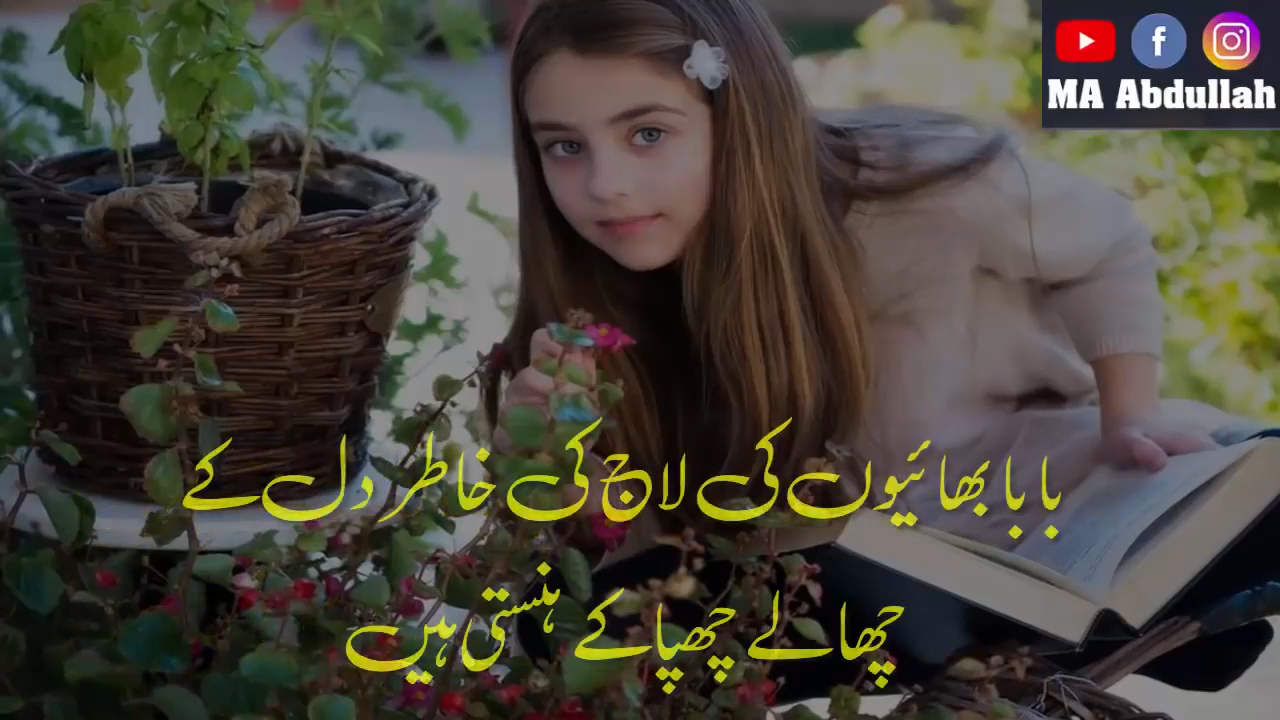 MA Abdullah
بابا بھائیوں کی لاج کی خاطر دل کے
چھالے چھپا کے ہنستی ہیں